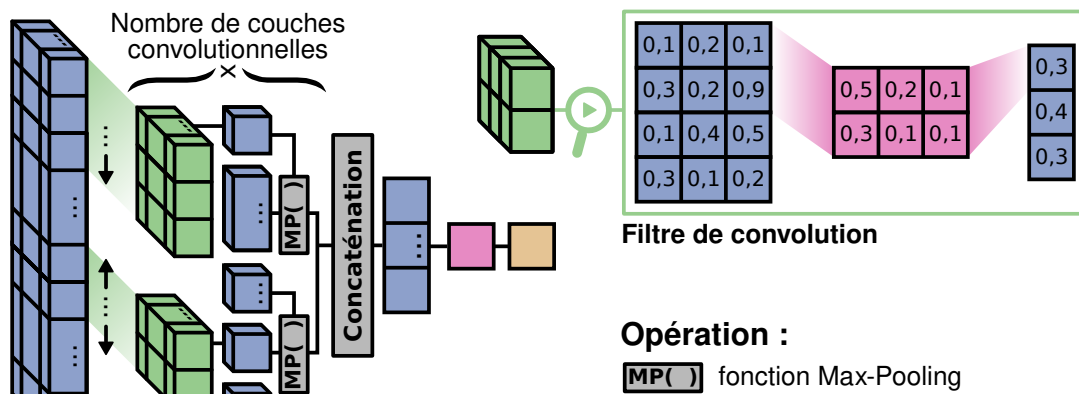 Nombre de couches
convolutionnelles
×
...
...
...
...
...
...
...
...
...
MP( )
MP( )
Concaténation
...
0,1 0,2 0,1
0,3 0,2 0,9
0,1 0,4 0,5
0,3 0,1 0,2
0,5 0,2 0,1
0,3 0,1 0,1
0,3
0,4
0,3
Filtre de convolution
Opération :
MP( ) fonction Max-Pooling